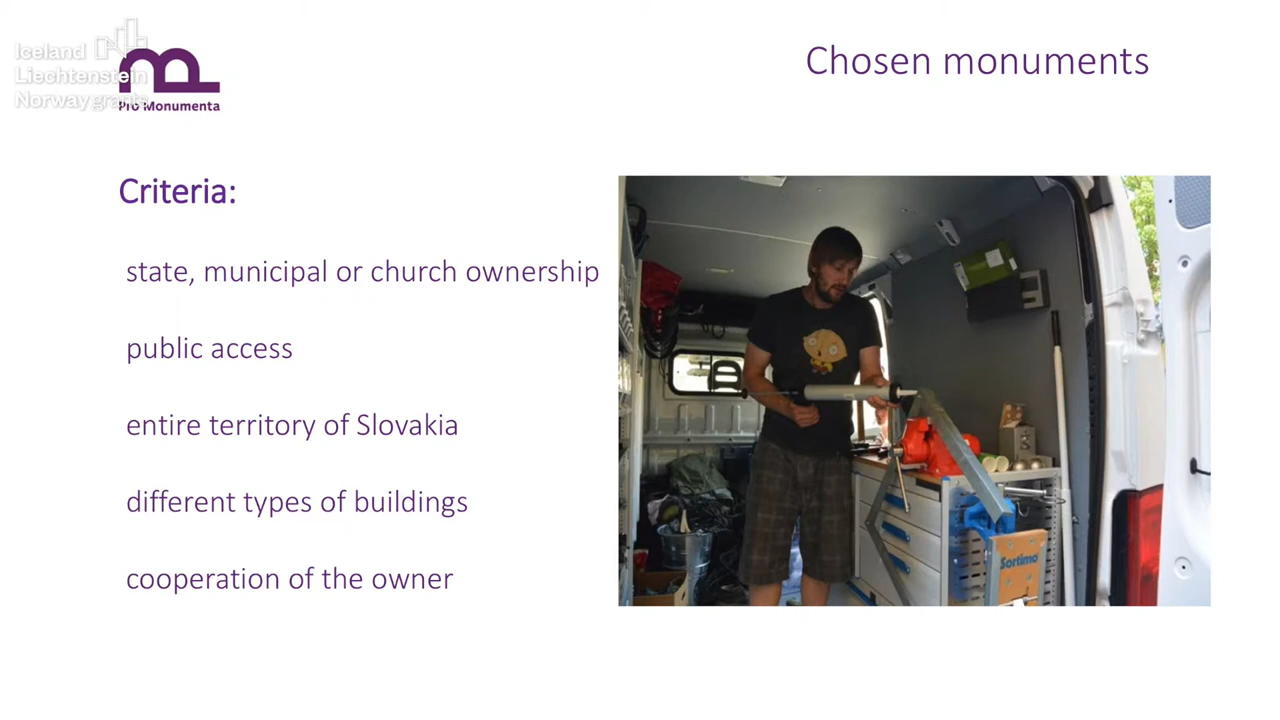 Iceland
Liechtenstein
Norway grants
Pro Monumenta
Chosen monuments
Criteria:
state, municipal or church ownership
public access
entire territory of Slovakia
different types of buildings
cooperation of the owner
Sortimo